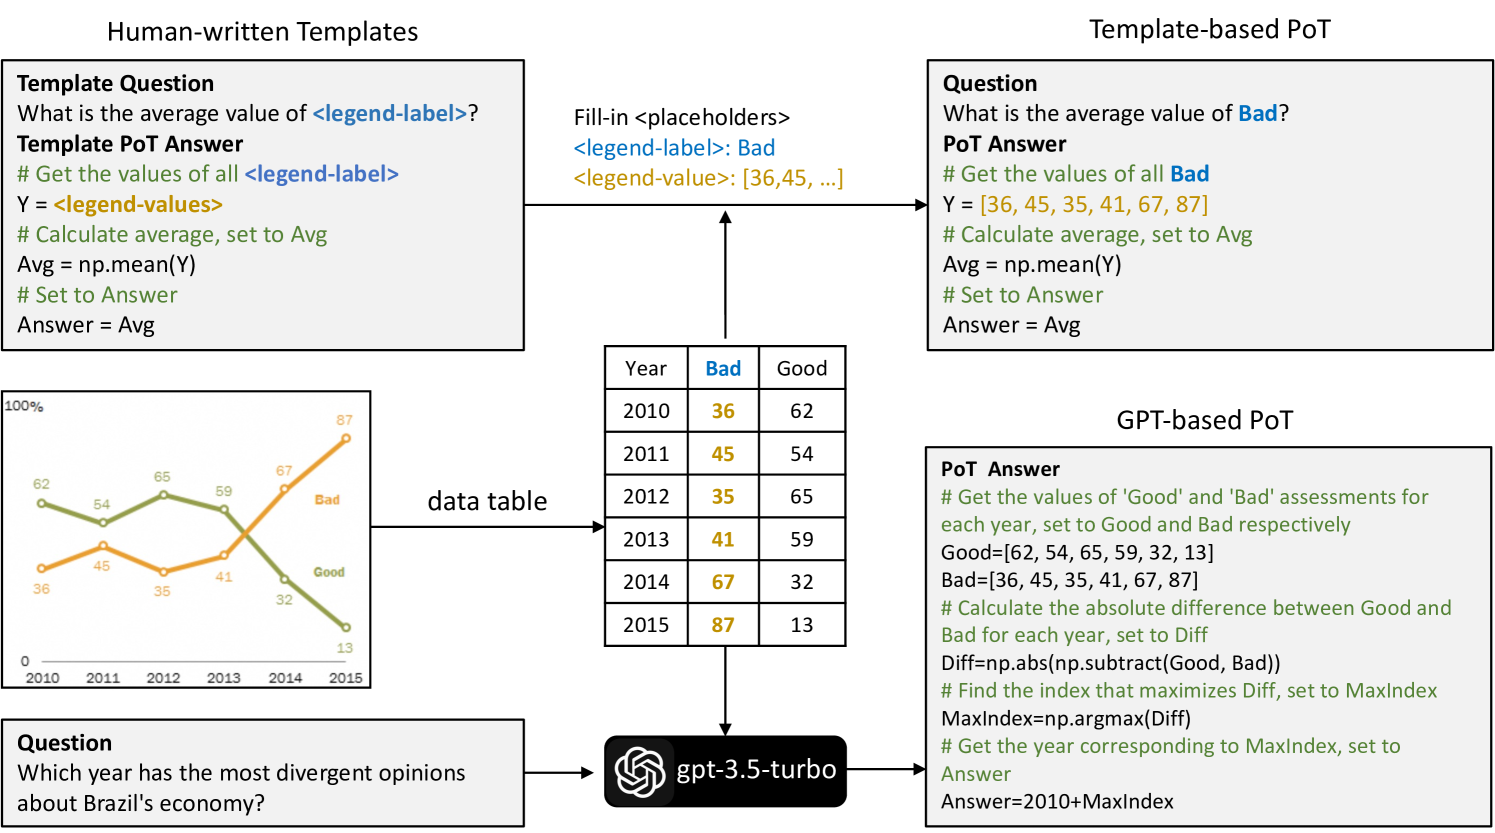 Human-written Templates
Template Question
What is the average value of <legend-label>?
Template PoT Answer
# Get the values of all <legend-label>
Y = <legend-values>
# Calculate average, set to Avg
Avg = np.mean(Y)
# Set to Answer
Answer = Avg
Fill-in <placeholders>
<legend-label>: Bad
<legend-value>: [36,45, ...]
Template-based PoT
Question
What is the average value of Bad?
PoT Answer
# Get the values of all Bad
Y = [36, 45, 35, 41, 67, 87]
# Calculate average, set to Avg
Avg = np.mean(Y)
# Set to Answer
Answer = Avg
100%
87
67
65
62
59
54
Bad
45
41
36
35
Good
32
13
0
2010 2011 2012 2013 2014 2015
data table
Year Bad Good
2010 36 62
2011 45 54
2012 35 65
2013 41 59
2014 67 32
2015 87 13
Question
Which year has the most divergent opinions
about Brazil's economy?
gpt-3.5-turbo
GPT-based PoT
PoT Answer
# Get the values of 'Good' and 'Bad' assessments for
each year, set to Good and Bad respectively
Good=[62, 54, 65, 59, 32, 13]
Bad=[36, 45, 35, 41, 67, 87]
# Calculate the absolute difference between Good and
Bad for each year, set to Diff
Diff=np.abs(np.subtract(Good, Bad))
# Find the index that maximizes Diff, set to MaxIndex
MaxIndex=np.argmax(Diff)
# Get the year corresponding to MaxIndex, set to
Answer
Answer=2010+MaxIndex